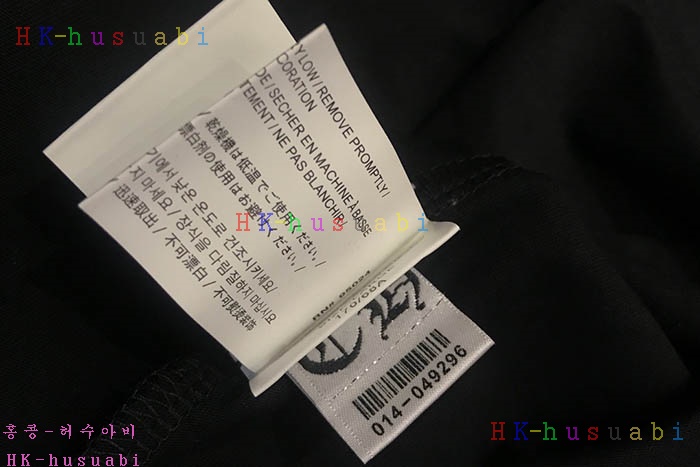 HK-husuabi
Y LOW / REMOVE PROMPTLY /
CORATION
DE / SECHER EN MACHINE À BASSE
TEMENT / NE PAS BLANCHIR /
乾燥機は低温でご使用ください。/
漂白剤の使用はお避けください。/
기에서 낮은 온도로 건조시키세요/
지 마세요 / 장식을 다림질하지 마십시오
迅速取出 / 不可漂白 / 不可熨烫装饰
HK-husuabi
170/88A
014-049296
HK-husuabi
홍콩-허수아비
HK-husuabi